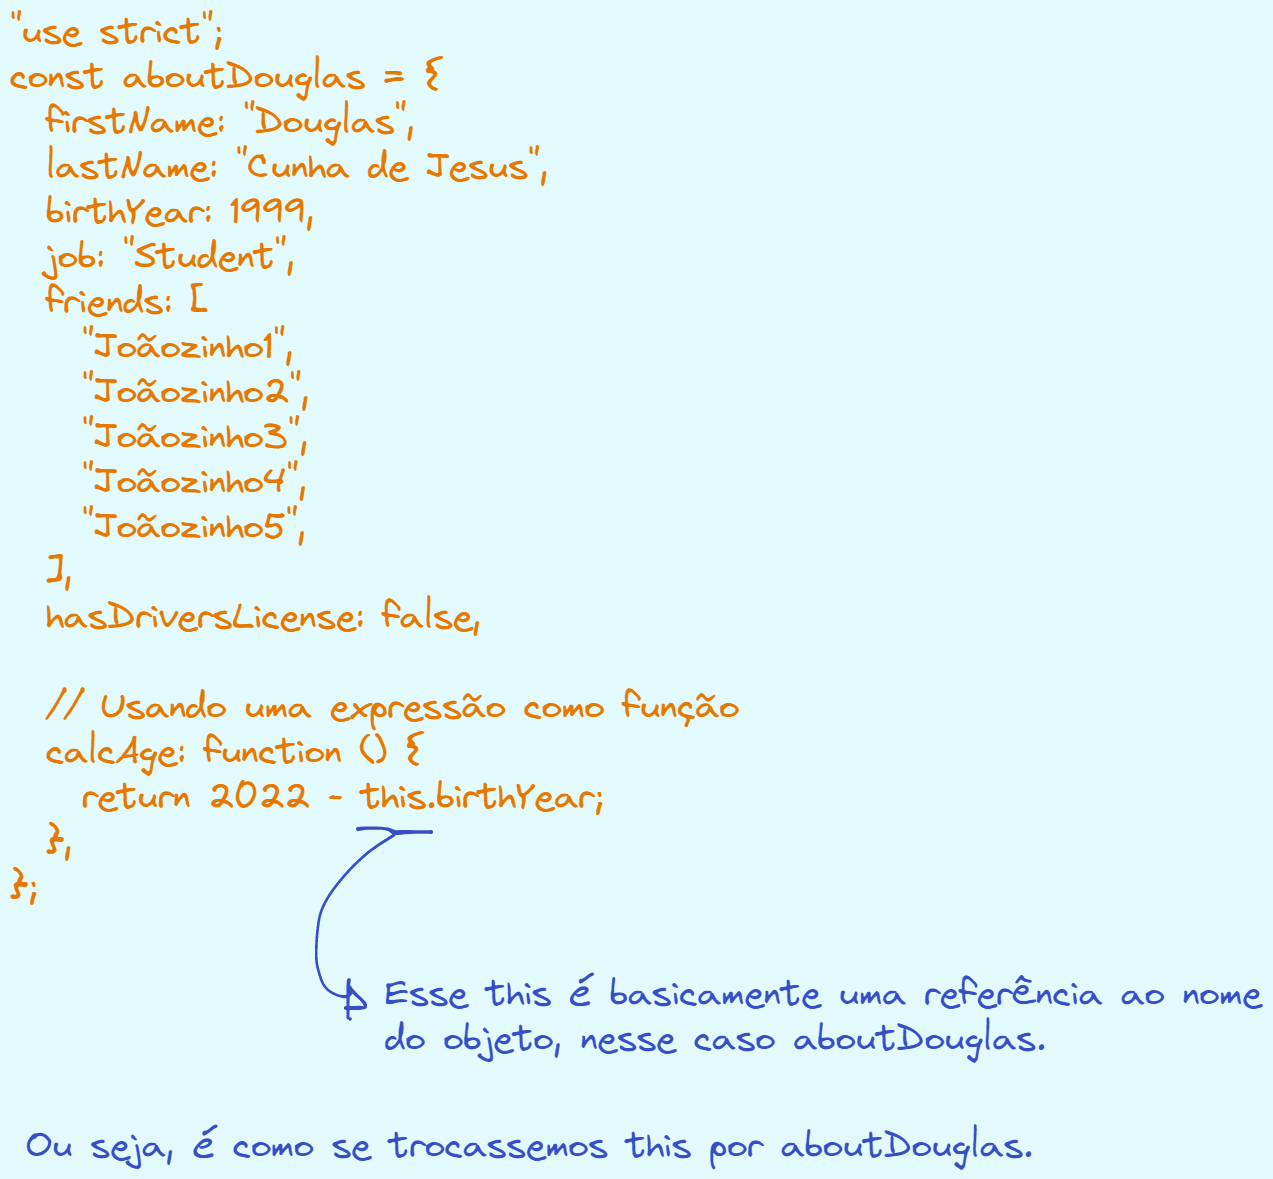 "use strict";
const aboutDouglas = {
firstName: "Douglas",
lastName: "Cunha de Jesus",
birthYear: 1999,
job: "Student",
friends: [
"Joãozinho1",
"Joãozinho2",
"Joãozinho3",
"Joãozinho4",
"Joãozinho5",
],
hasDriversLicense: false,
// Usando uma expressão como função
calcAge: function () {
return 2022 - this.birthYear;
},
};
Esse this é basicamente uma referência ao nome
do objeto, nesse caso aboutDouglas.
Ou seja, é como se trocassemos this por aboutDouglas.